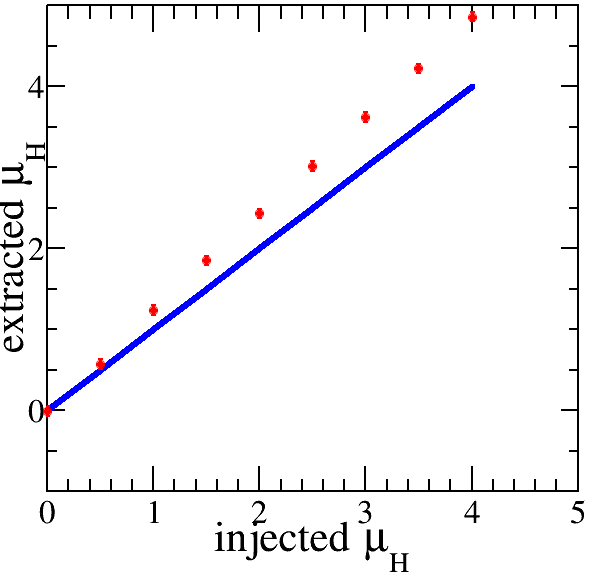 4
2
0
extracted μH
0 1 2 3 4 5
injected μH